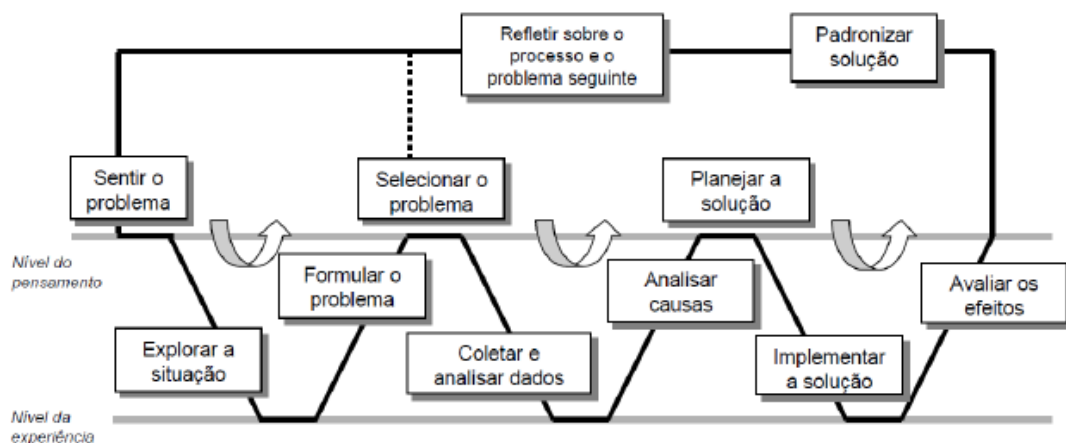 Refletir sobre o
processo e o
problema seguinte
Padronizar
solução
Sentir o
problema
Selecionar o
problema
Planejar a
solução
Nível do
pensamento
Formular o
problema
Analisar
causas
Avaliar os
efeitos
Explorar a
situação
Coletar e
analisar dados
Implementar
a solução
Nível da
experiência